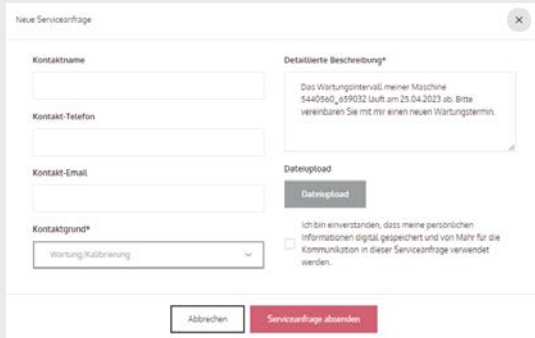 Neue Serviceanfrage
Kontaktname
Kontakt-Telefon
Kontakt-Email
Kontaktgrund*
Wartung/Kalibrierung
Detaillierte Beschreibung*
Das Wartungsintervall meiner Maschine
5440560_659032 läuft am 25.04.2023 ab. Bitte
vereinbaren Sie mit mir einen neuen Wartungstermin.
Dateiupload
Dateiupload
Ich bin einverstanden, dass meine persönlichen
Informationen digital gespeichert und von Mahr für die
Kommunikation in dieser Serviceanfrage verwendet
werden.
Abbrechen
Serviceanfrage absenden